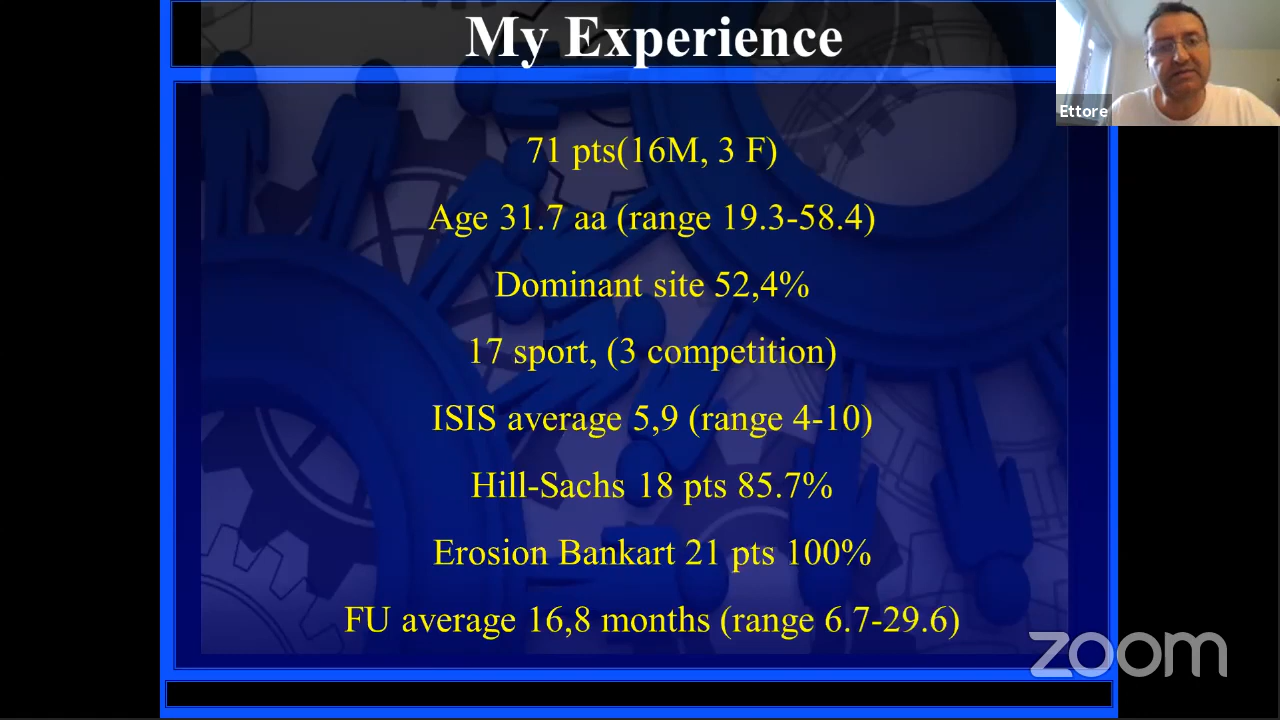 My Experience
Ettore
71 pts(16M, 3 F)
Age 31.7 aa (range 19.3-58.4)
Dominant site 52,4%
17 sport, (3 competition)
ISIS average 5,9 (range 4-10)
Hill-Sachs 18 pts 85.7%
Erosion Bankart 21 pts 100%
FU average 16,8 months (range 6.7-29.6)
zoom